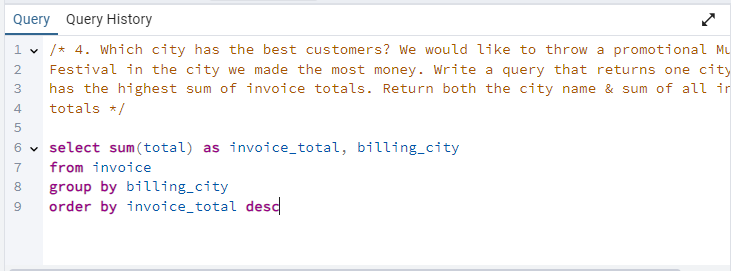 Query Query History
1 /* 4. Which city has the best customers? We would like to throw a promotional Mu
2 Festival in the city we made the most money. Write a query that returns one city
3 has the highest sum of invoice totals. Return both the city name & sum of all in
4 totals */
5
6 select sum(total) as invoice_total, billing_city
7 from invoice
8 group by billing_city
9 order by invoice_total desc